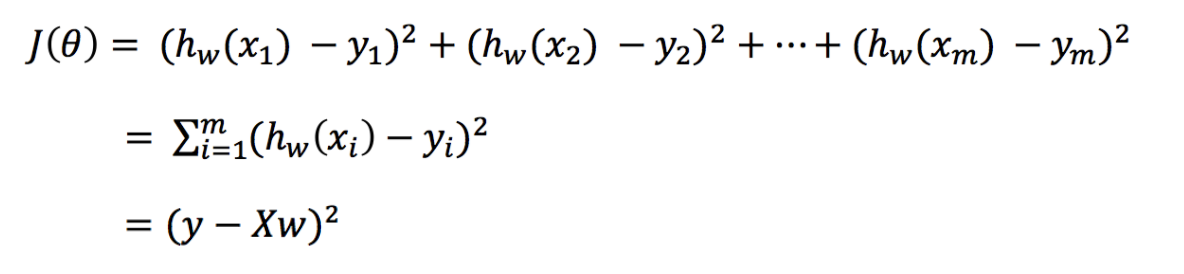 J(θ) = (h_w(x_1) − y_1)² + (h_w(x_2) − y_2)² + ⋯ + (h_w(x_m) − y_m)²
= ∑_{i=1}^{m}(h_w(x_i) − y_i)²
= (y − Xw)²